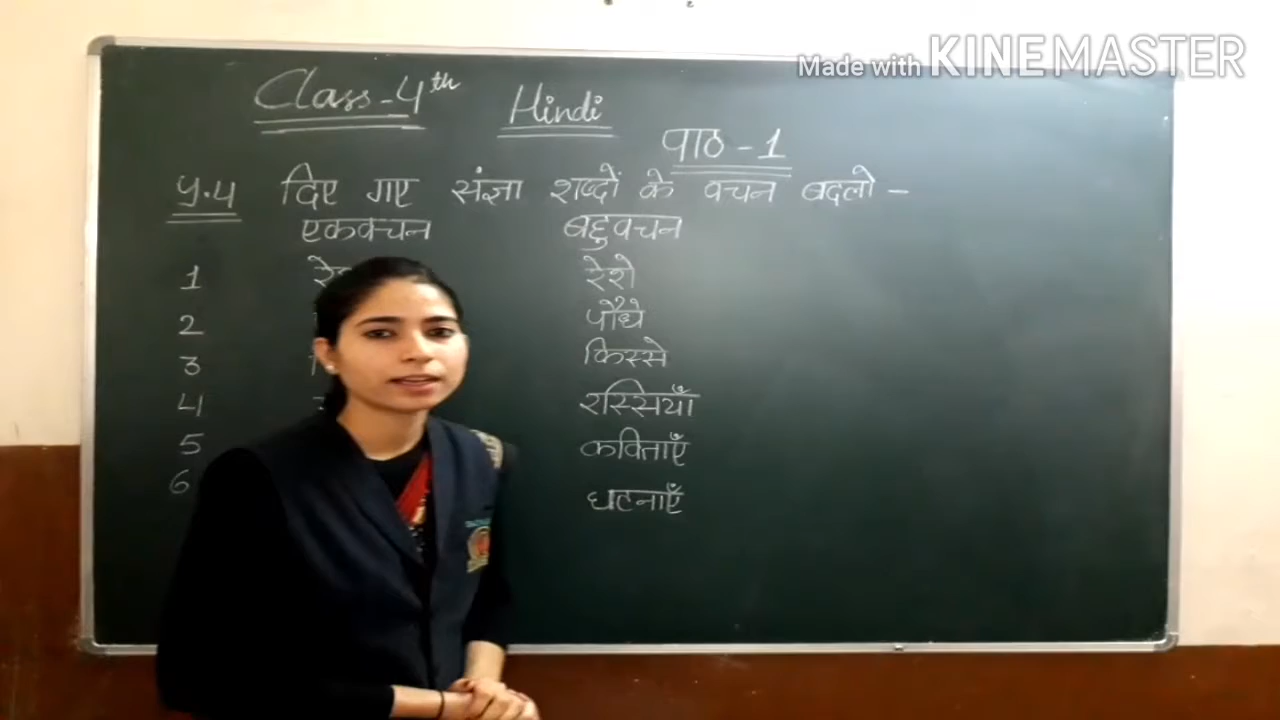 Made with KINEMASTER
Class-4th Hindi
पाठ-1
प्र.4 दिए गए संज्ञा शब्दों के वचन बदलो-
एकवचन बहुवचन
1 रेशे
2 पौधे
3 किस्से
4 रस्सियाँ
5 कविताएँ
6 घटनाएँ